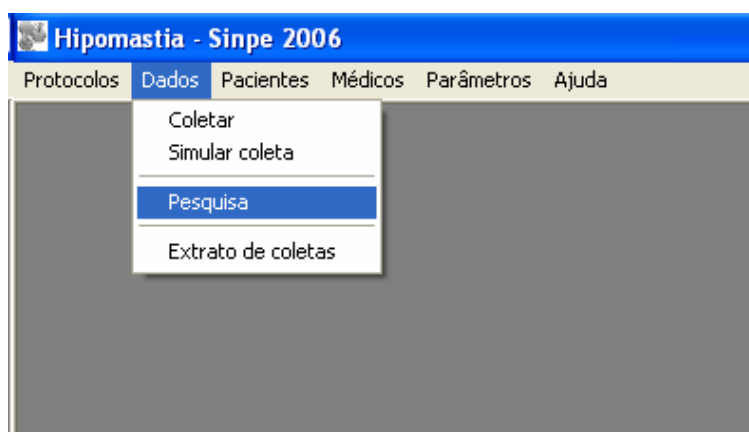 Hipomastia - Sinpe 2006
Protocolos Dados Pacientes Médicos Parâmetros Ajuda
Coletar
Simular coleta
Pesquisa
Extrato de coletas